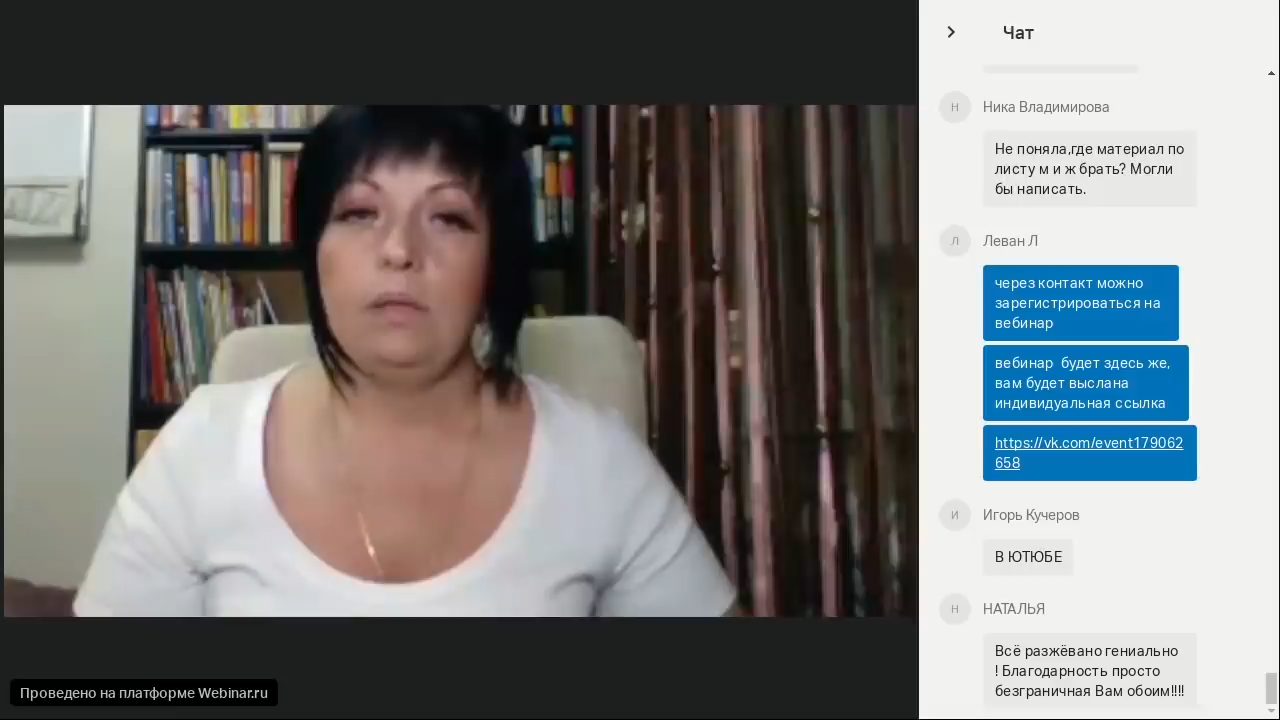 Чат
Н
Ника Владимирова
Не поняла,где материал по
листу м и ж брать? Могли
бы написать.
Л
Леван Л
через контакт можно
зарегистрироваться на
вебинар
вебинар  будет здесь же,
вам будет выслана
индивидуальная ссылка
https://vk.com/event179062
658
И
Игорь Кучеров
В ЮТЮБЕ
Н
НАТАЛЬЯ
Всё разжёвано гениально
! Благодарность просто
безграничная Вам обоим!!!!
Проведено на платформе Webinar.ru